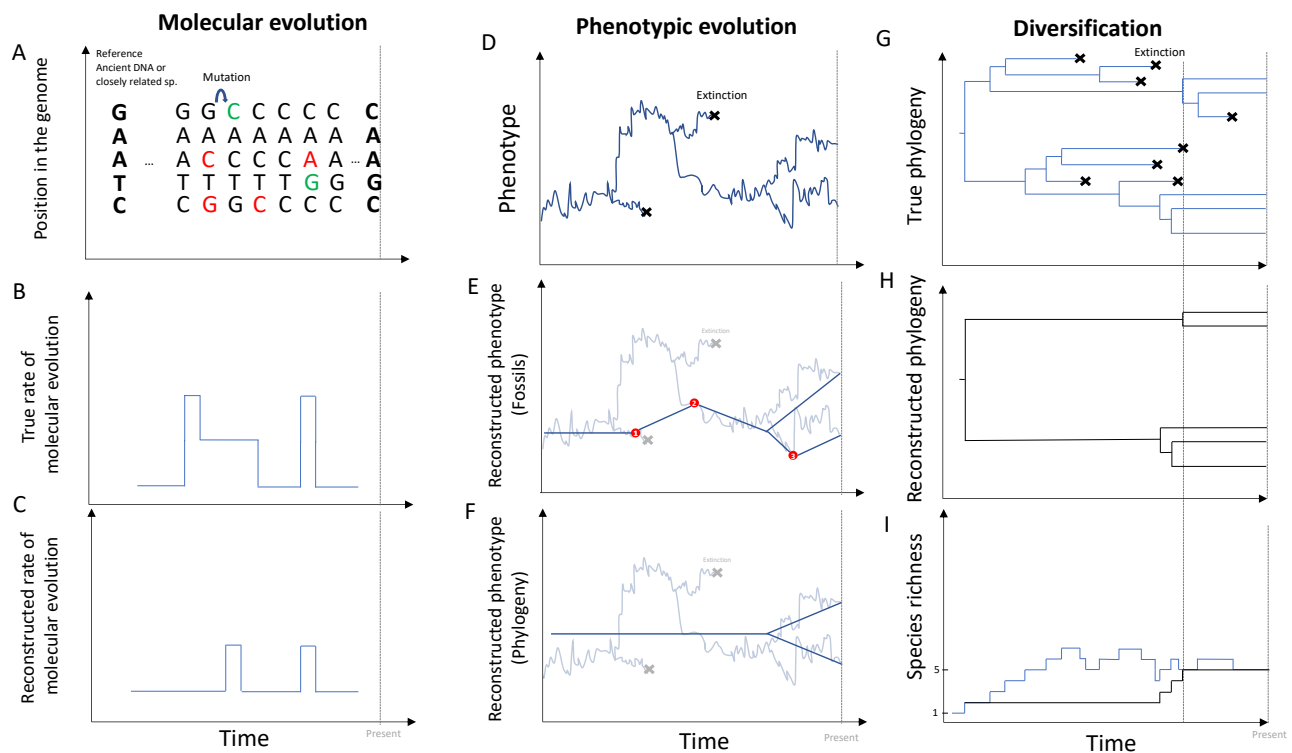 Molecular evolution
A
Position in the genome
Reference
Ancient DNA or
closely related sp.
Mutation
G G G C C C C C C
A A A A A A A A
A ... A C C C C A A ... A
T T T T T T G G G
C C G G C C C C C
B
True rate of
molecular evolution
C
Reconstructed rate of
molecular evolution
Time
Present
Phenotypic evolution
D
Phenotype
Extinction
E
Reconstructed phenotype
(Fossils)
Extinction
1
2
3
F
Reconstructed phenotype
(Phylogeny)
Extinction
Time
Present
Diversification
G
True phylogeny
Extinction
H
Reconstructed phylogeny
I
Species richness
5
1
Time
Present